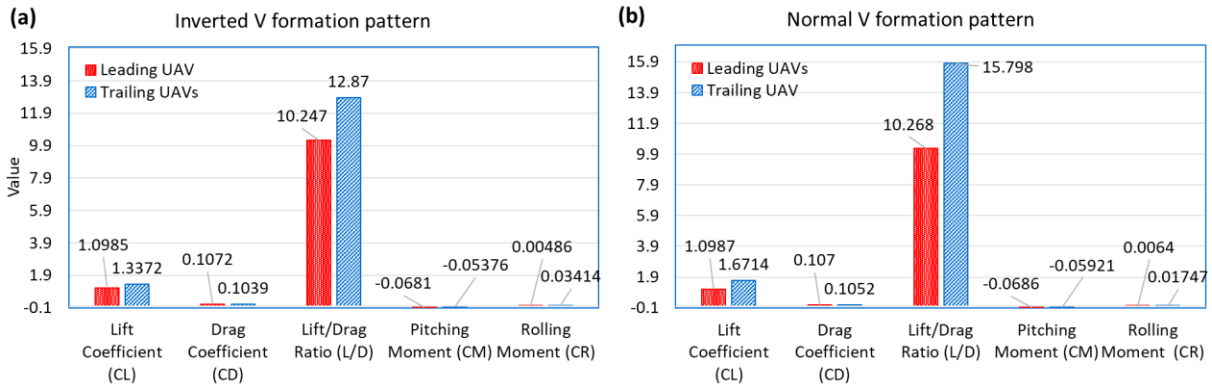 (a)
Inverted V formation pattern
15.9
13.9
11.9
9.9
7.9
5.9
3.9
1.9
-0.1
Value
Leading UAV
Trailing UAVs
1.0985
1.3372
0.1072
0.1039
10.247
12.87
-0.0681
-0.05376
0.00486
0.03414
Lift
Coefficient
(CL)
Drag
Coefficient
(CD)
Lift/Drag
Ratio (L/D)
Pitching
Moment (CM)
Rolling
Moment (CR)
(b)
Normal V formation pattern
15.9
13.9
11.9
9.9
7.9
5.9
3.9
1.9
-0.1
Leading UAVs
Trailing UAV
1.0987
1.6714
0.107
0.1052
10.268
15.798
-0.0686
-0.05921
0.0064
0.01747
Lift
Coefficient
(CL)
Drag
Coefficient
(CD)
Lift/Drag
Ratio (L/D)
Pitching
Moment (CM)
Rolling
Moment (CR)